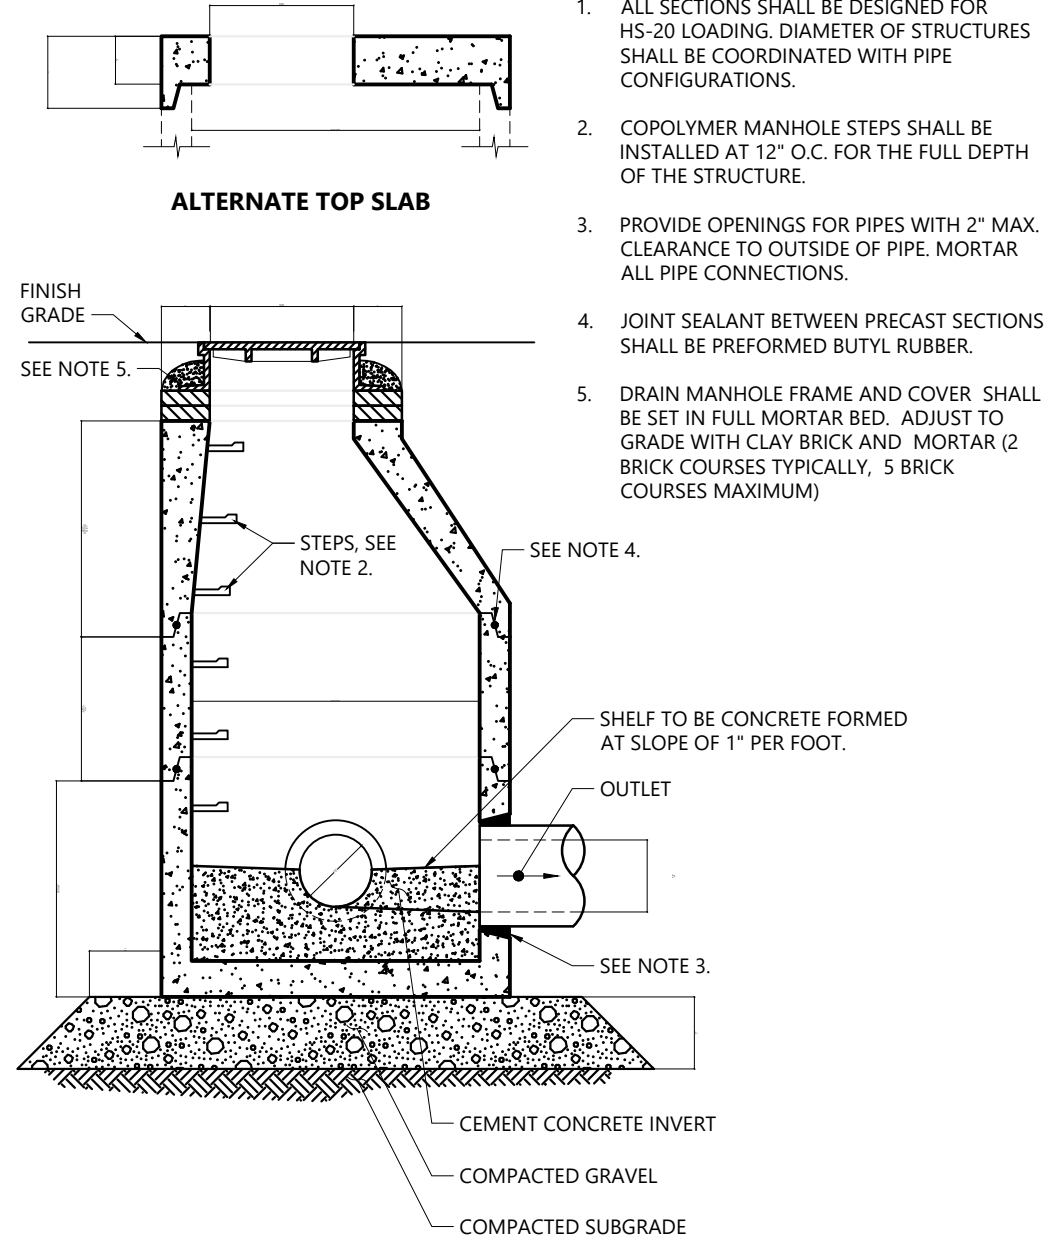 ALTERNATE TOP SLAB
1. ALL SECTIONS SHALL BE DESIGNED FOR
HS-20 LOADING. DIAMETER OF STRUCTURES
SHALL BE COORDINATED WITH PIPE
CONFIGURATIONS.
2. COPOLYMER MANHOLE STEPS SHALL BE
INSTALLED AT 12" O.C. FOR THE FULL DEPTH
OF THE STRUCTURE.
3. PROVIDE OPENINGS FOR PIPES WITH 2" MAX.
CLEARANCE TO OUTSIDE OF PIPE. MORTAR
ALL PIPE CONNECTIONS.
4. JOINT SEALANT BETWEEN PRECAST SECTIONS
SHALL BE PREFORMED BUTYL RUBBER.
5. DRAIN MANHOLE FRAME AND COVER SHALL
BE SET IN FULL MORTAR BED. ADJUST TO
GRADE WITH CLAY BRICK AND MORTAR (2
BRICK COURSES TYPICALLY, 5 BRICK
COURSES MAXIMUM)
FINISH
GRADE
SEE NOTE 5.
STEPS, SEE
NOTE 2.
SEE NOTE 4.
SHELF TO BE CONCRETE FORMED
AT SLOPE OF 1" PER FOOT.
OUTLET
SEE NOTE 3.
CEMENT CONCRETE INVERT
COMPACTED GRAVEL
COMPACTED SUBGRADE